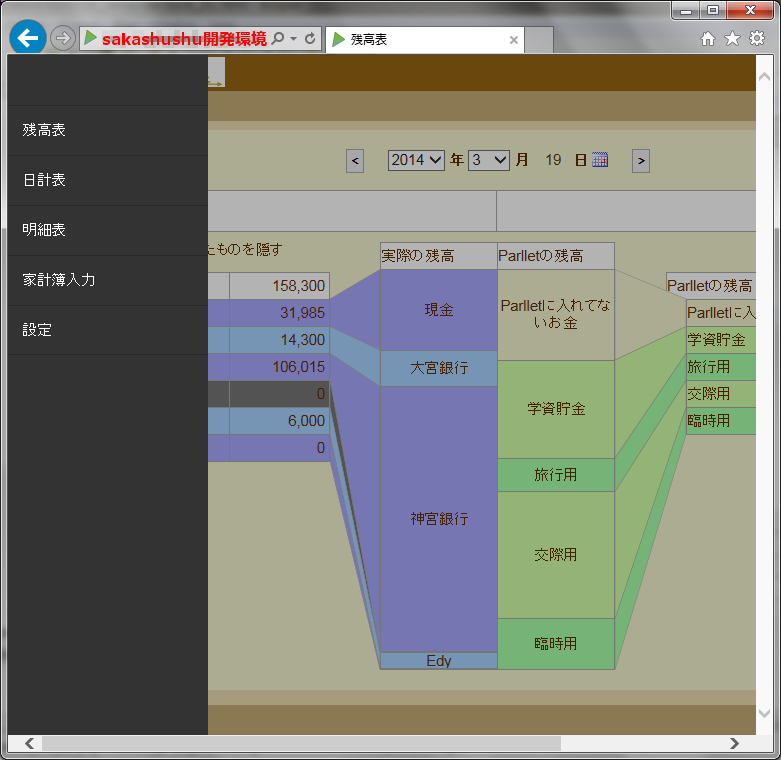 sakashushu開発環境
残高表
残高表
日計表
明細表
家計簿入力
設定
<
2014
年
3
月
19
日
>
たものを隠す
158,300
31,985
14,300
106,015
0
6,000
0
実際の残高
現金
大宮銀行
神宮銀行
Edy
Parlletの残高
Parlletに入れてな
いお金
学資貯金
旅行用
交際用
臨時用
Parlletの残高
Parlletに入
学資貯金
旅行用
交際用
臨時用